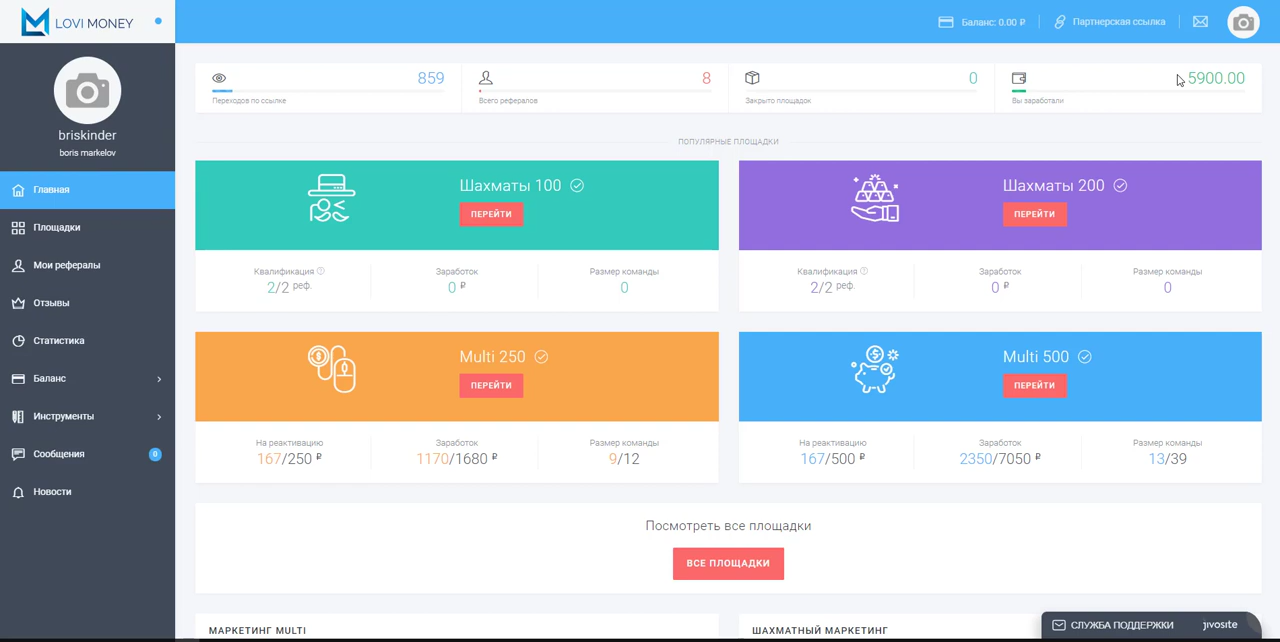 LOVI MONEY
Баланс: 0.00 ₽
Партнерская ссылка
briskinder
boris markelov
Главная
Площадки
Мои рефералы
Отзывы
Статистика
Баланс
Инструменты
Сообщения
0
Новости
859
Переходов по ссылке
8
Всего рефералов
0
Закрыто площадок
5900.00
Вы заработали
ПОПУЛЯРНЫЕ ПЛОЩАДКИ
Шахматы 100
ПЕРЕЙТИ
Квалификация
2/2 реф.
Заработок
0 ₽
Размер команды
0
Шахматы 200
ПЕРЕЙТИ
Квалификация
2/2 реф.
Заработок
0 ₽
Размер команды
0
Multi 250
ПЕРЕЙТИ
На реактивацию
167/250 ₽
Заработок
1170/1680 ₽
Размер команды
9/12
Multi 500
ПЕРЕЙТИ
На реактивацию
167/500 ₽
Заработок
2350/7050 ₽
Размер команды
13/39
Посмотреть все площадки
ВСЕ ПЛОЩАДКИ
МАРКЕТИНГ MULTI
ШАХМАТНЫЙ МАРКЕТИНГ
СЛУЖБА ПОДДЕРЖКИ
jivosite